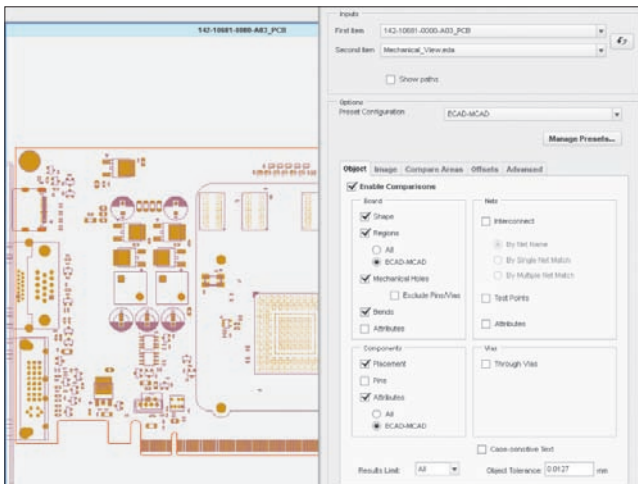 142-10681-0000-A03_PCB
Inputs
First Item 142-10681-0000-A03_PCB
Second Item Mechanical_View.eda
Show paths
Options
Preset Configuration ECAD-MCAD
Manage Presets...
Object Image Compare Areas Offsets Advanced
Enable Comparisons
Board
Shape
Regions
All
ECAD-MCAD
Mechanical Holes
Exclude Pins/Vias
Bends
Attributes
Nets
Interconnect
By Net Name
By Single Net Match
By Multiple Net Match
Test Points
Attributes
Components
Placement
Pins
Attributes
All
ECAD-MCAD
Vias
Through Vias
Case-sensitive Text
Results Limit: All Object Tolerance 0.0127 mm